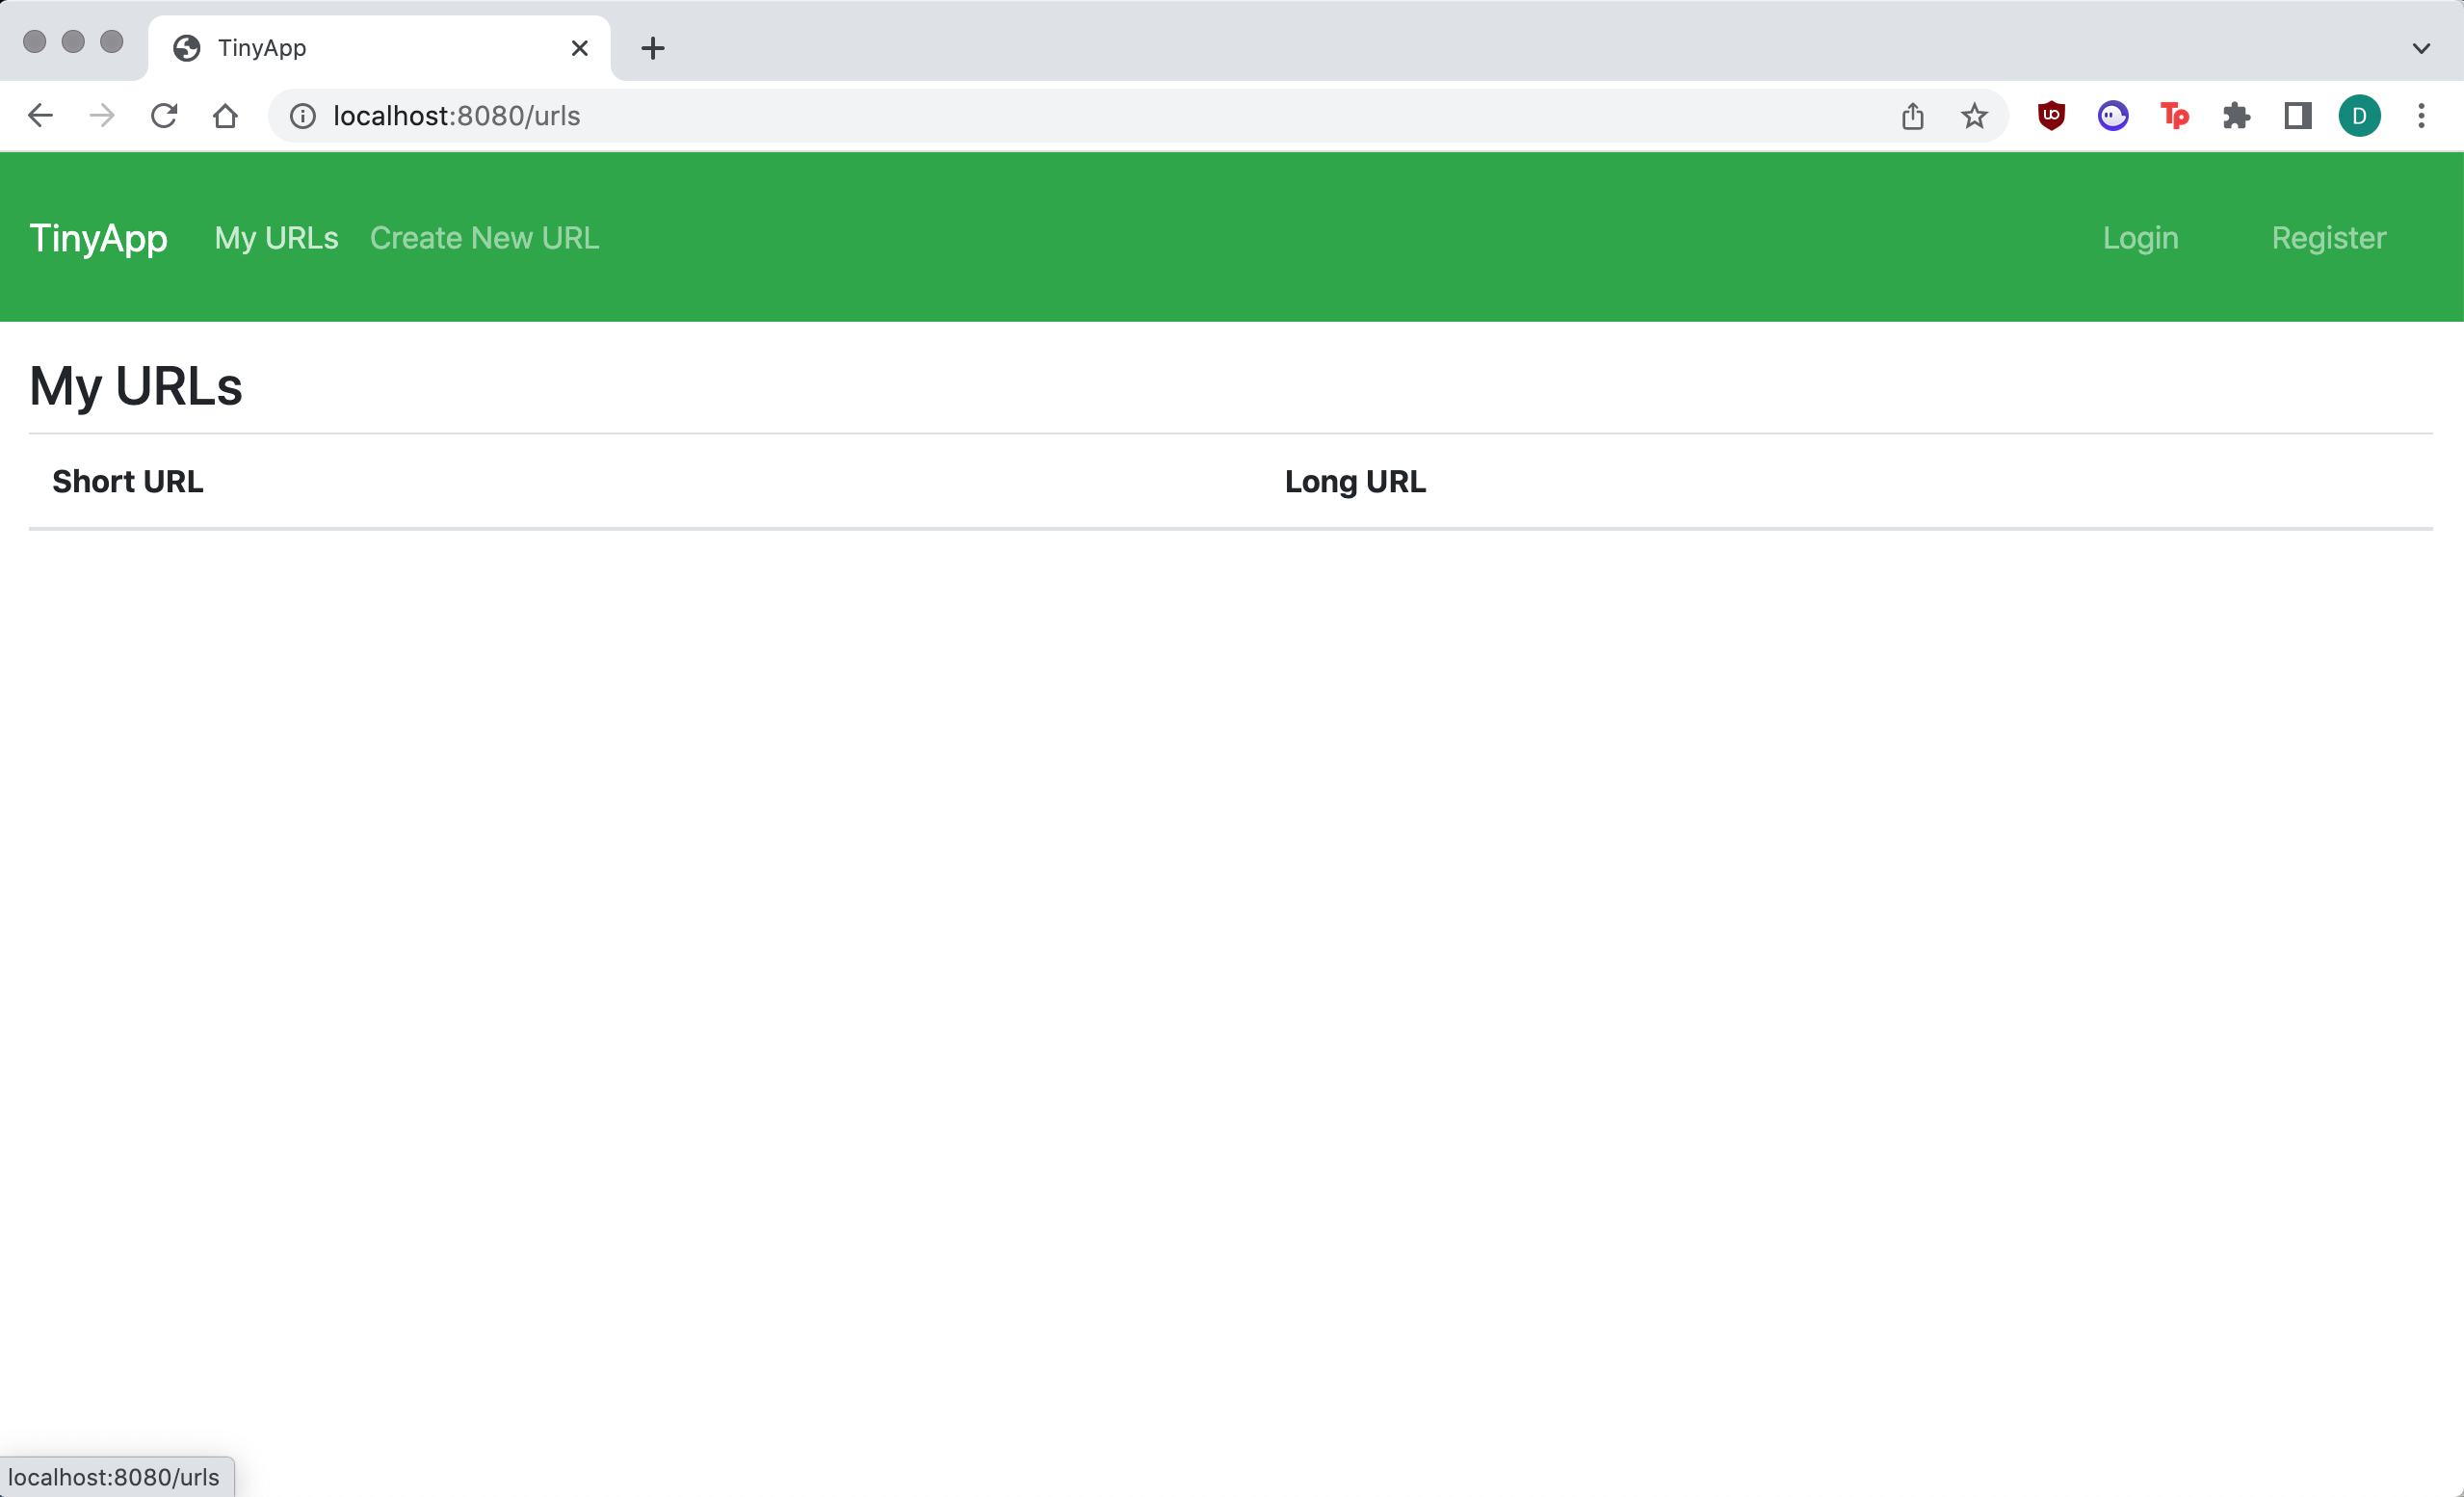 TinyApp
localhost:8080/urls
D
TinyApp My URLs Create New URL Login Register
My URLs
Short URL Long URL
localhost:8080/urls